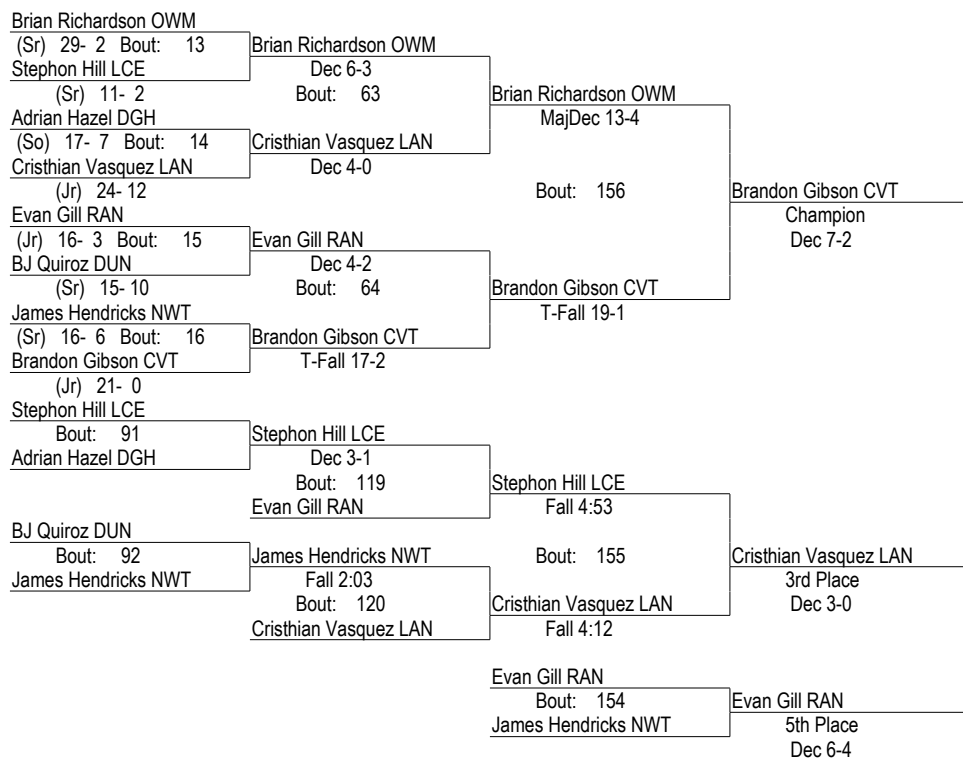 Brian Richardson OWM
(Sr) 29- 2 Bout: 13
Brian Richardson OWM
Stephon Hill LCE
Dec 6-3
(Sr) 11- 2
Bout: 63
Brian Richardson OWM
Adrian Hazel DGH
MajDec 13-4
(So) 17- 7 Bout: 14
Cristhian Vasquez LAN
Cristhian Vasquez LAN
Dec 4-0
(Jr) 24- 12
Bout: 156
Brandon Gibson CVT
Evan Gill RAN
Champion
(Jr) 16- 3 Bout: 15
Evan Gill RAN
Dec 7-2
BJ Quiroz DUN
Dec 4-2
(Sr) 15- 10
Bout: 64
Brandon Gibson CVT
James Hendricks NWT
T-Fall 19-1
(Sr) 16- 6 Bout: 16
Brandon Gibson CVT
Brandon Gibson CVT
T-Fall 17-2
(Jr) 21- 0
Stephon Hill LCE
Bout: 91
Stephon Hill LCE
Adrian Hazel DGH
Dec 3-1
Bout: 119
Stephon Hill LCE
Evan Gill RAN
Fall 4:53
BJ Quiroz DUN
Bout: 92
James Hendricks NWT
Bout: 155
Cristhian Vasquez LAN
James Hendricks NWT
Fall 2:03
3rd Place
Bout: 120
Cristhian Vasquez LAN
Dec 3-0
Cristhian Vasquez LAN
Fall 4:12
Evan Gill RAN
Bout: 154
Evan Gill RAN
James Hendricks NWT
5th Place
Dec 6-4